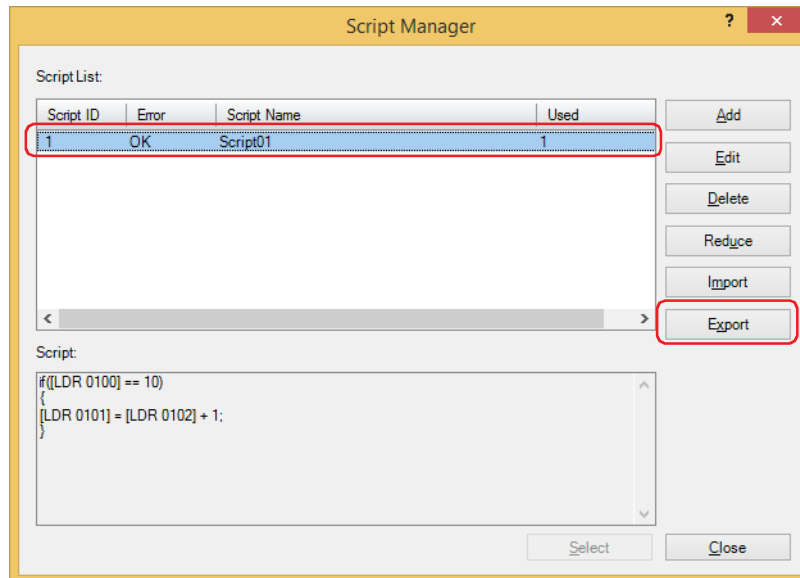 Script Manager
?
Script List:
Script ID Error Script Name Used
1 OK Script01 1
Add
Edit
Delete
Reduce
Import
Export
Script:
if([LDR 0100] == 10)
{
[LDR 0101] = [LDR 0102] + 1;
}
Select Close